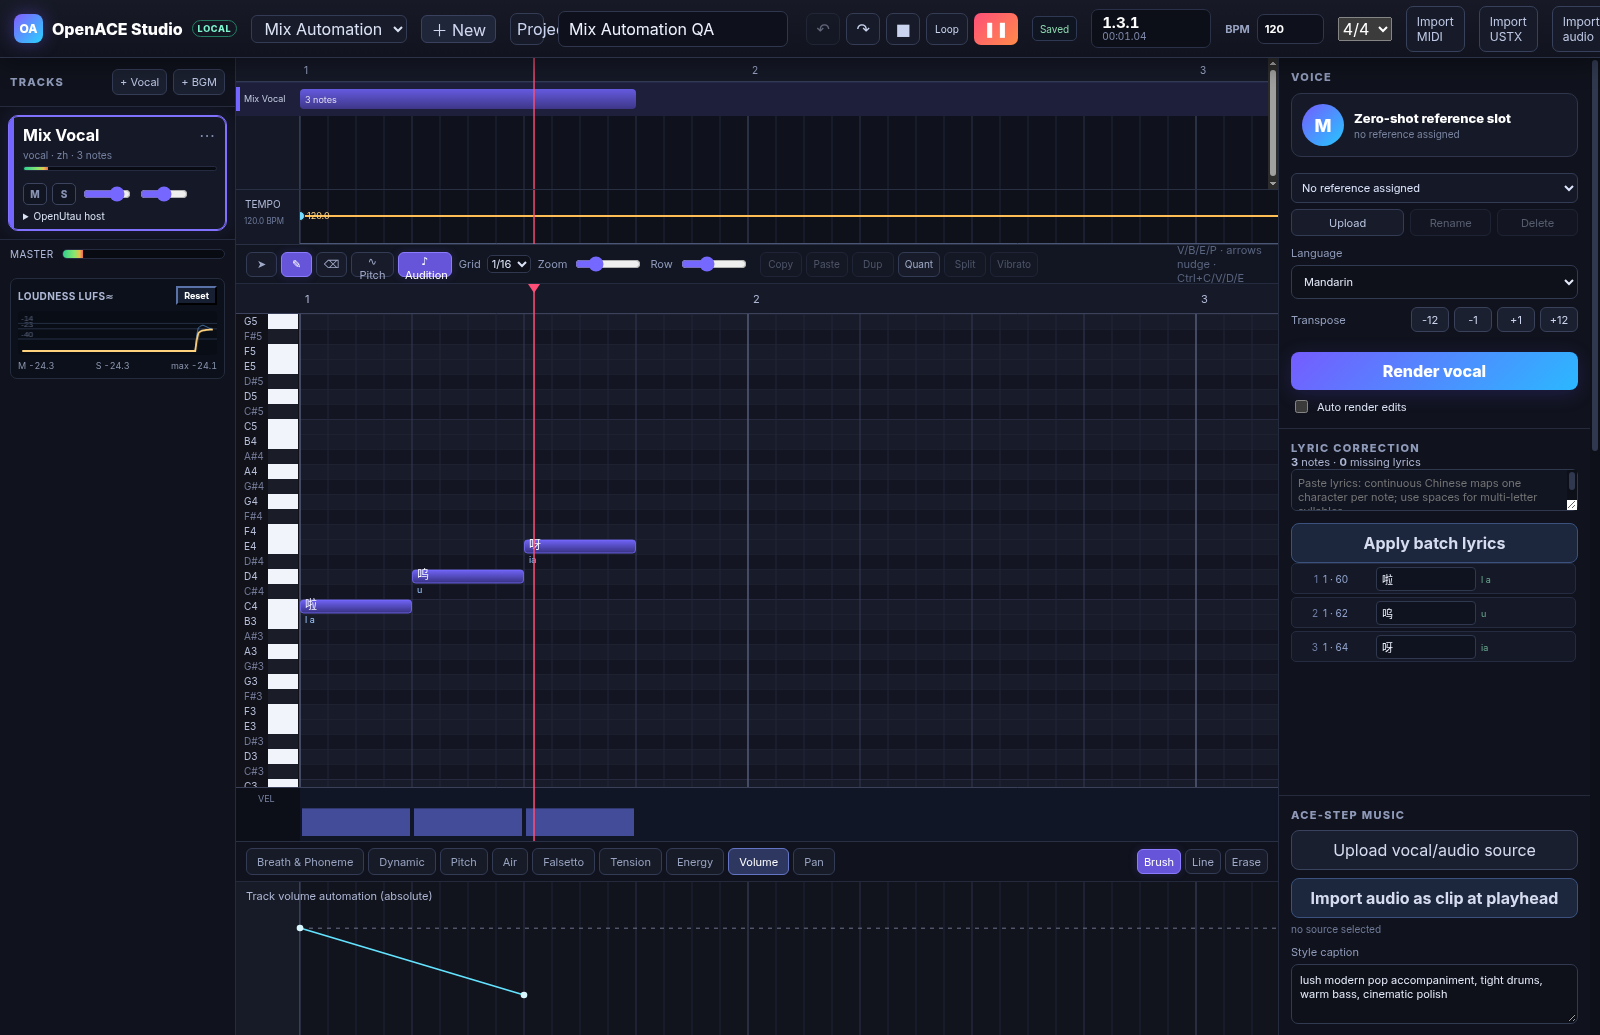 OA OpenACE Studio LOCAL Mix Automation + New Projec Mix Automation QA Loop Saved 1.3.1 00:01.04 BPM 120 4/4 Import MIDI Import USTX Import audio
TRACKS + Vocal + BGM
Mix Vocal ...
vocal · zh · 3 notes
M S
OpenUtau host
MASTER
LOUDNESS LUFS≈ Reset
-14
-23
-40
M -24.3 S -24.3 max -24.1
1 2 3
Mix Vocal 3 notes
TEMPO
120.0 BPM
120.0
Pitch Audition Grid 1/16 Zoom Row Copy Paste Dup Quant Split Vibrato
V/B/E/P · arrows
nudge ·
Ctrl+C/V/D/E
1 2 3
G5
F#5
F5
E5
D#5
D5
C#5
C5
B4
A#4
A4
G#4
G4
F#4
F4
E4 呀
D#4 ia
D4 呜
C#4 u
C4 啦
B3 l a
A#3
A3
G#3
G3
F#3
F3
E3
D#3
D3
C#3
C3
VEL
Breath & Phoneme Dynamic Pitch Air Falsetto Tension Energy Volume Pan Brush Line Erase
Track volume automation (absolute)
VOICE
M Zero-shot reference slot
no reference assigned
No reference assigned
Upload Rename Delete
Language
Mandarin
Transpose -12 -1 +1 +12
Render vocal
Auto render edits
LYRIC CORRECTION
3 notes · 0 missing lyrics
Paste lyrics: continuous Chinese maps one
character per note; use spaces for multi-letter
syllables
Apply batch lyrics
1 1 · 60 啦 l a
2 1 · 62 呜 u
3 1 · 64 呀 ia
ACE-STEP MUSIC
Upload vocal/audio source
Import audio as clip at playhead
no source selected
Style caption
lush modern pop accompaniment, tight drums,
warm bass, cinematic polish